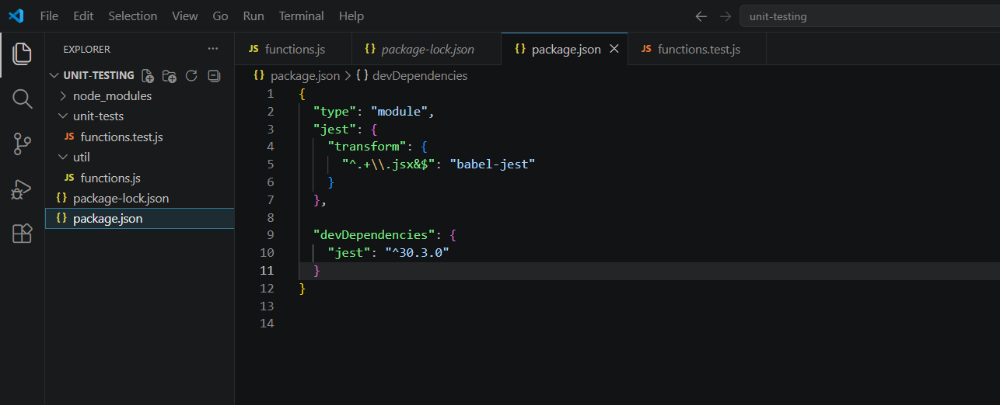 File Edit Selection View Go Run Terminal Help unit-testing
EXPLORER ···
UNIT-TESTING
node_modules
unit-tests
JS functions.test.js
util
JS functions.js
{} package-lock.json
{} package.json
JS functions.js {} package-lock.json {} package.json JS functions.test.js
{} package.json > {} devDependencies
1 {
2 "type": "module",
3 "jest": {
4 "transform": {
5 "^.+\\.jsx&$": "babel-jest"
6 }
7 },
8
9 "devDependencies": {
10 "jest": "^30.3.0"
11 }
12 }
13
14